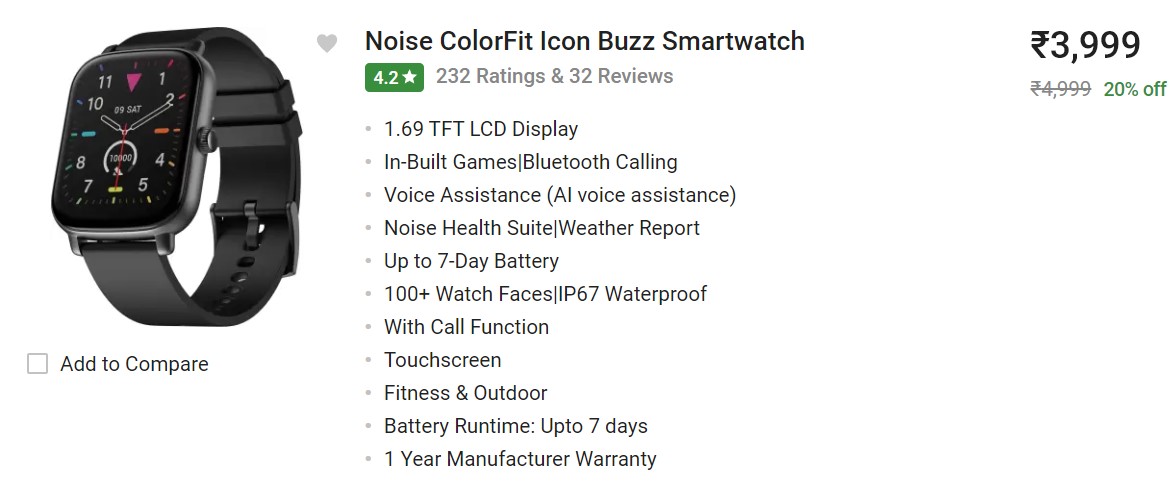 Noise ColorFit Icon Buzz Smartwatch
4.2★ 232 Ratings & 32 Reviews
₹3,999
₹4,999 20% off
11 1
10 09 SAT 2
10000
8 4
7 5
• 1.69 TFT LCD Display
• In-Built Games|Bluetooth Calling
• Voice Assistance (AI voice assistance)
• Noise Health Suite|Weather Report
• Up to 7-Day Battery
• 100+ Watch Faces|IP67 Waterproof
• With Call Function
• Touchscreen
• Fitness & Outdoor
• Battery Runtime: Upto 7 days
• 1 Year Manufacturer Warranty
Add to Compare